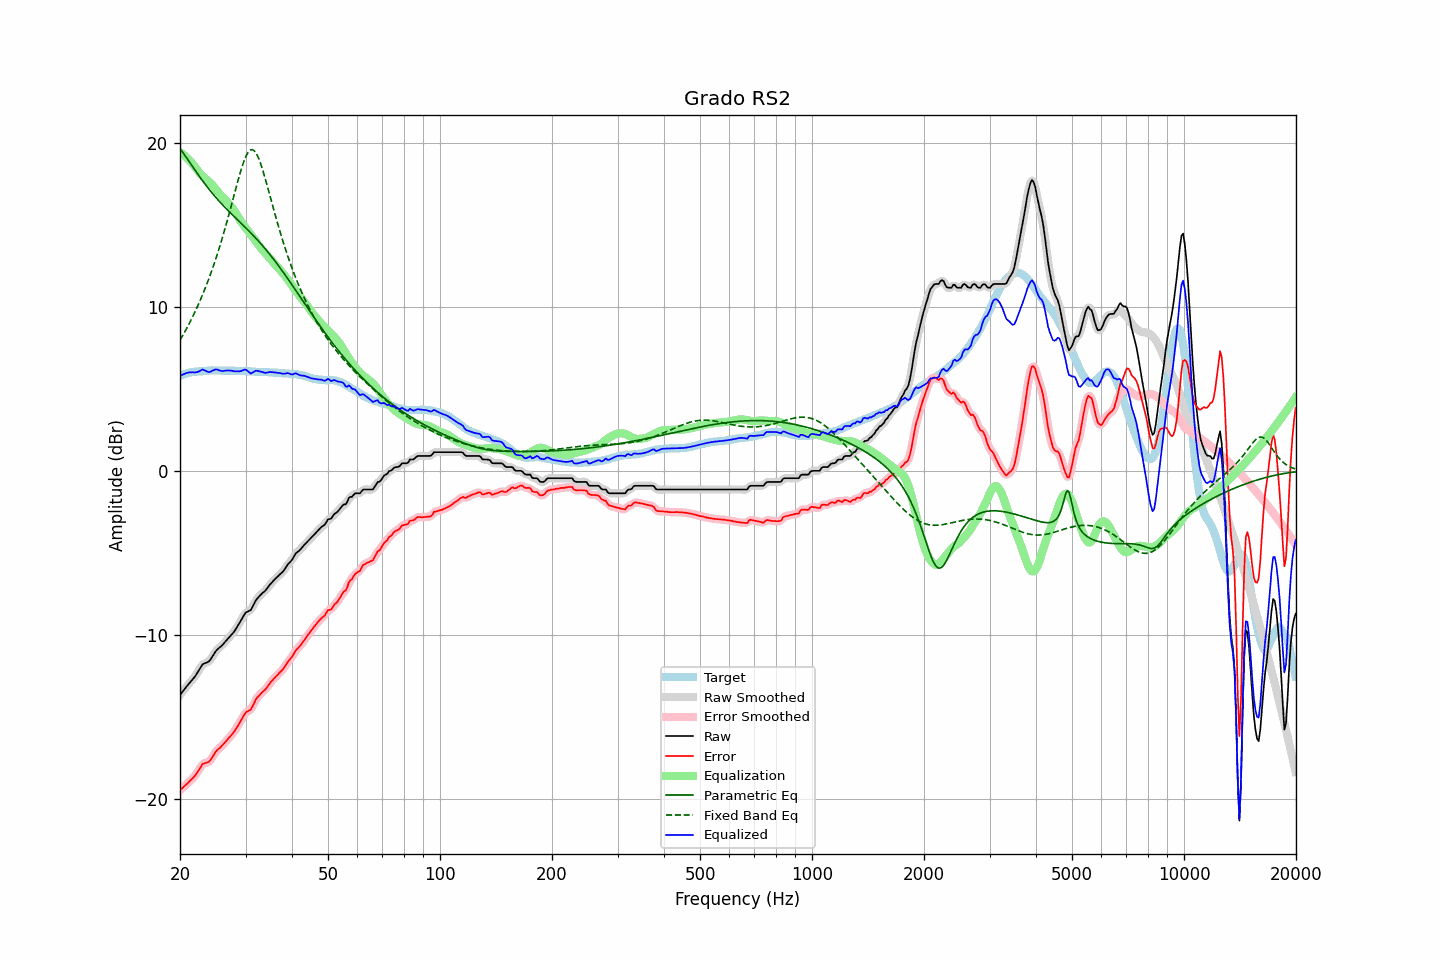 Grado RS2
20
10
0
−10
−20
Amplitude (dBr)
20
50
100
200
500
1000
2000
5000
10000
20000
Frequency (Hz)
Target
Raw Smoothed
Error Smoothed
Raw
Error
Equalization
Parametric Eq
Fixed Band Eq
Equalized